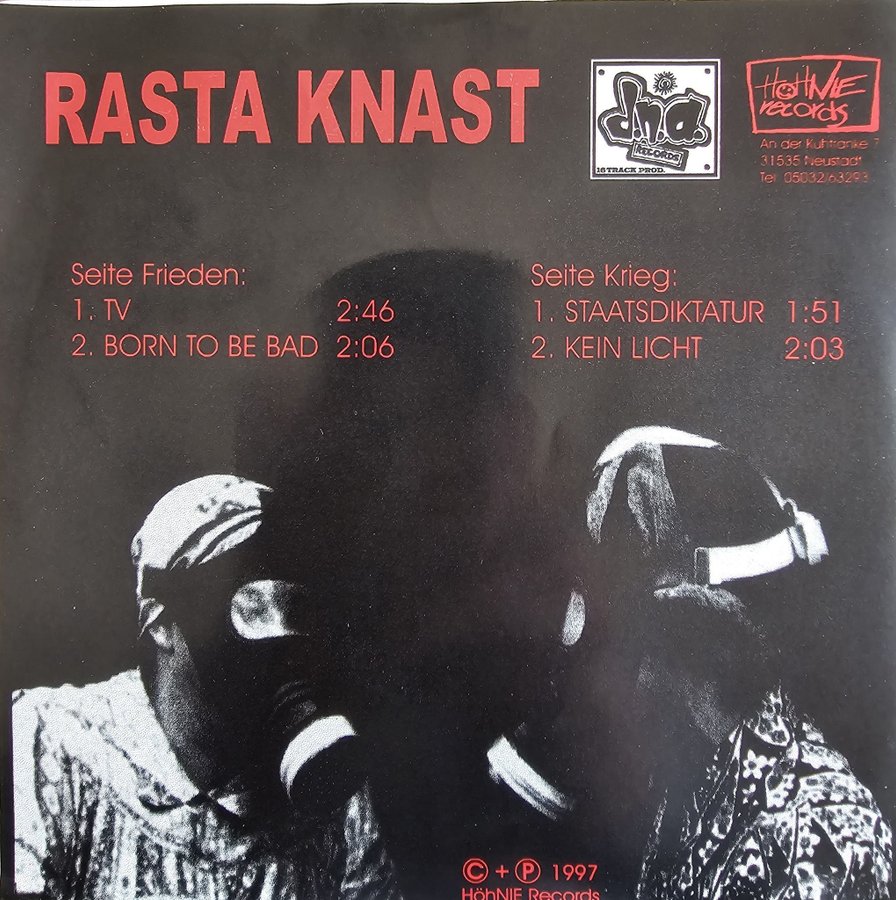 RASTA KNAST
d.n.a.
RECORDS
16 TRACK PROD.
HöHNIE
records
An der Kuhtränke 7
31535 Neustadt
Tel. 05032/63293
Seite Frieden:
1. TV 2:46
2. BORN TO BE BAD 2:06
Seite Krieg:
1. STAATSDIKTATUR 1:51
2. KEIN LICHT 2:03
© + ℗ 1997
HöhNIE Records